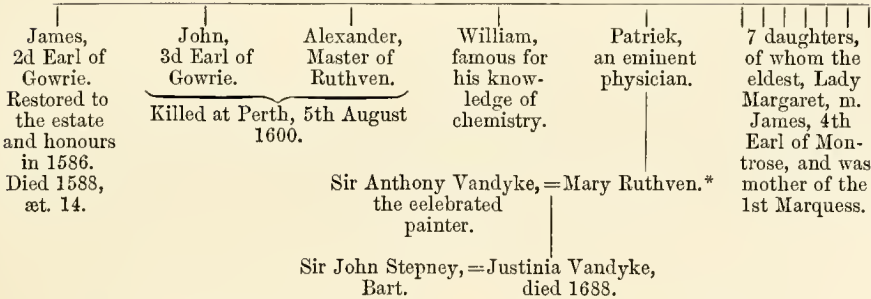 James,
2d Earl of
Gowrie.
Restored to
the estate
and honours
in 1586.
Died 1588,
æt. 14.
John,
3d Earl of
Gowrie.
Alexander,
Master of
Ruthven.
Killed at Perth, 5th August
1600.
William,
famous for
his know-
ledge of
chemistry.
Patriek,
an eminent
physician.
7 daughters,
of whom the
eldest, Lady
Margaret, m.
James, 4th
Earl of Mon-
trose, and was
mother of the
1st Marquess.
Sir Anthony Vandyke, = Mary Ruthven.*
the eelebrated
painter.
Sir John Stepney, = Justinia Vandyke,
Bart.
died 1688.